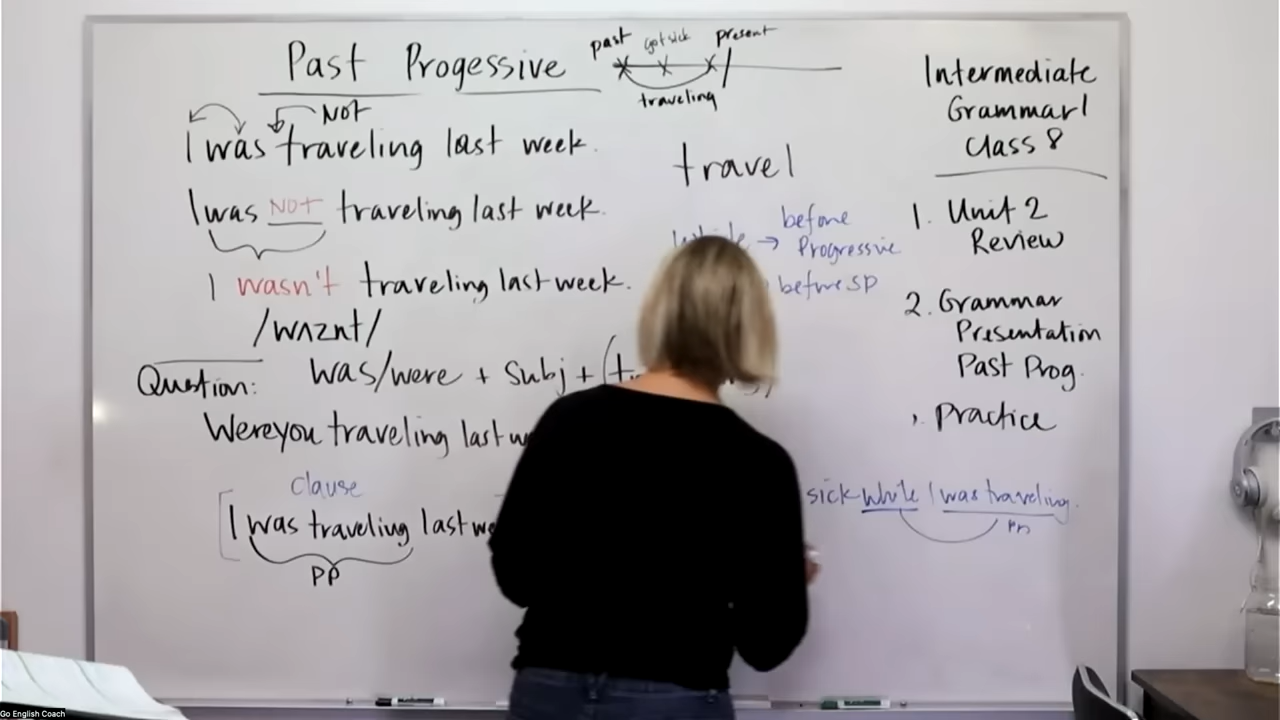 Past Progessive
past got sick present
traveling
NOT
I was traveling last week.
I was NOT traveling last week.
I wasn't traveling last week.
/wʌznt/
Question: was/were + Subj +
Were you traveling last
clause
I was traveling last
PP
travel
before
→ Progressive
before SP
sick while I was traveling.
Intermediate
Grammar 1
Class 8
1. Unit 2
Review
2. Grammar
Presentation
Past Prog.
Practice
Go English Coach